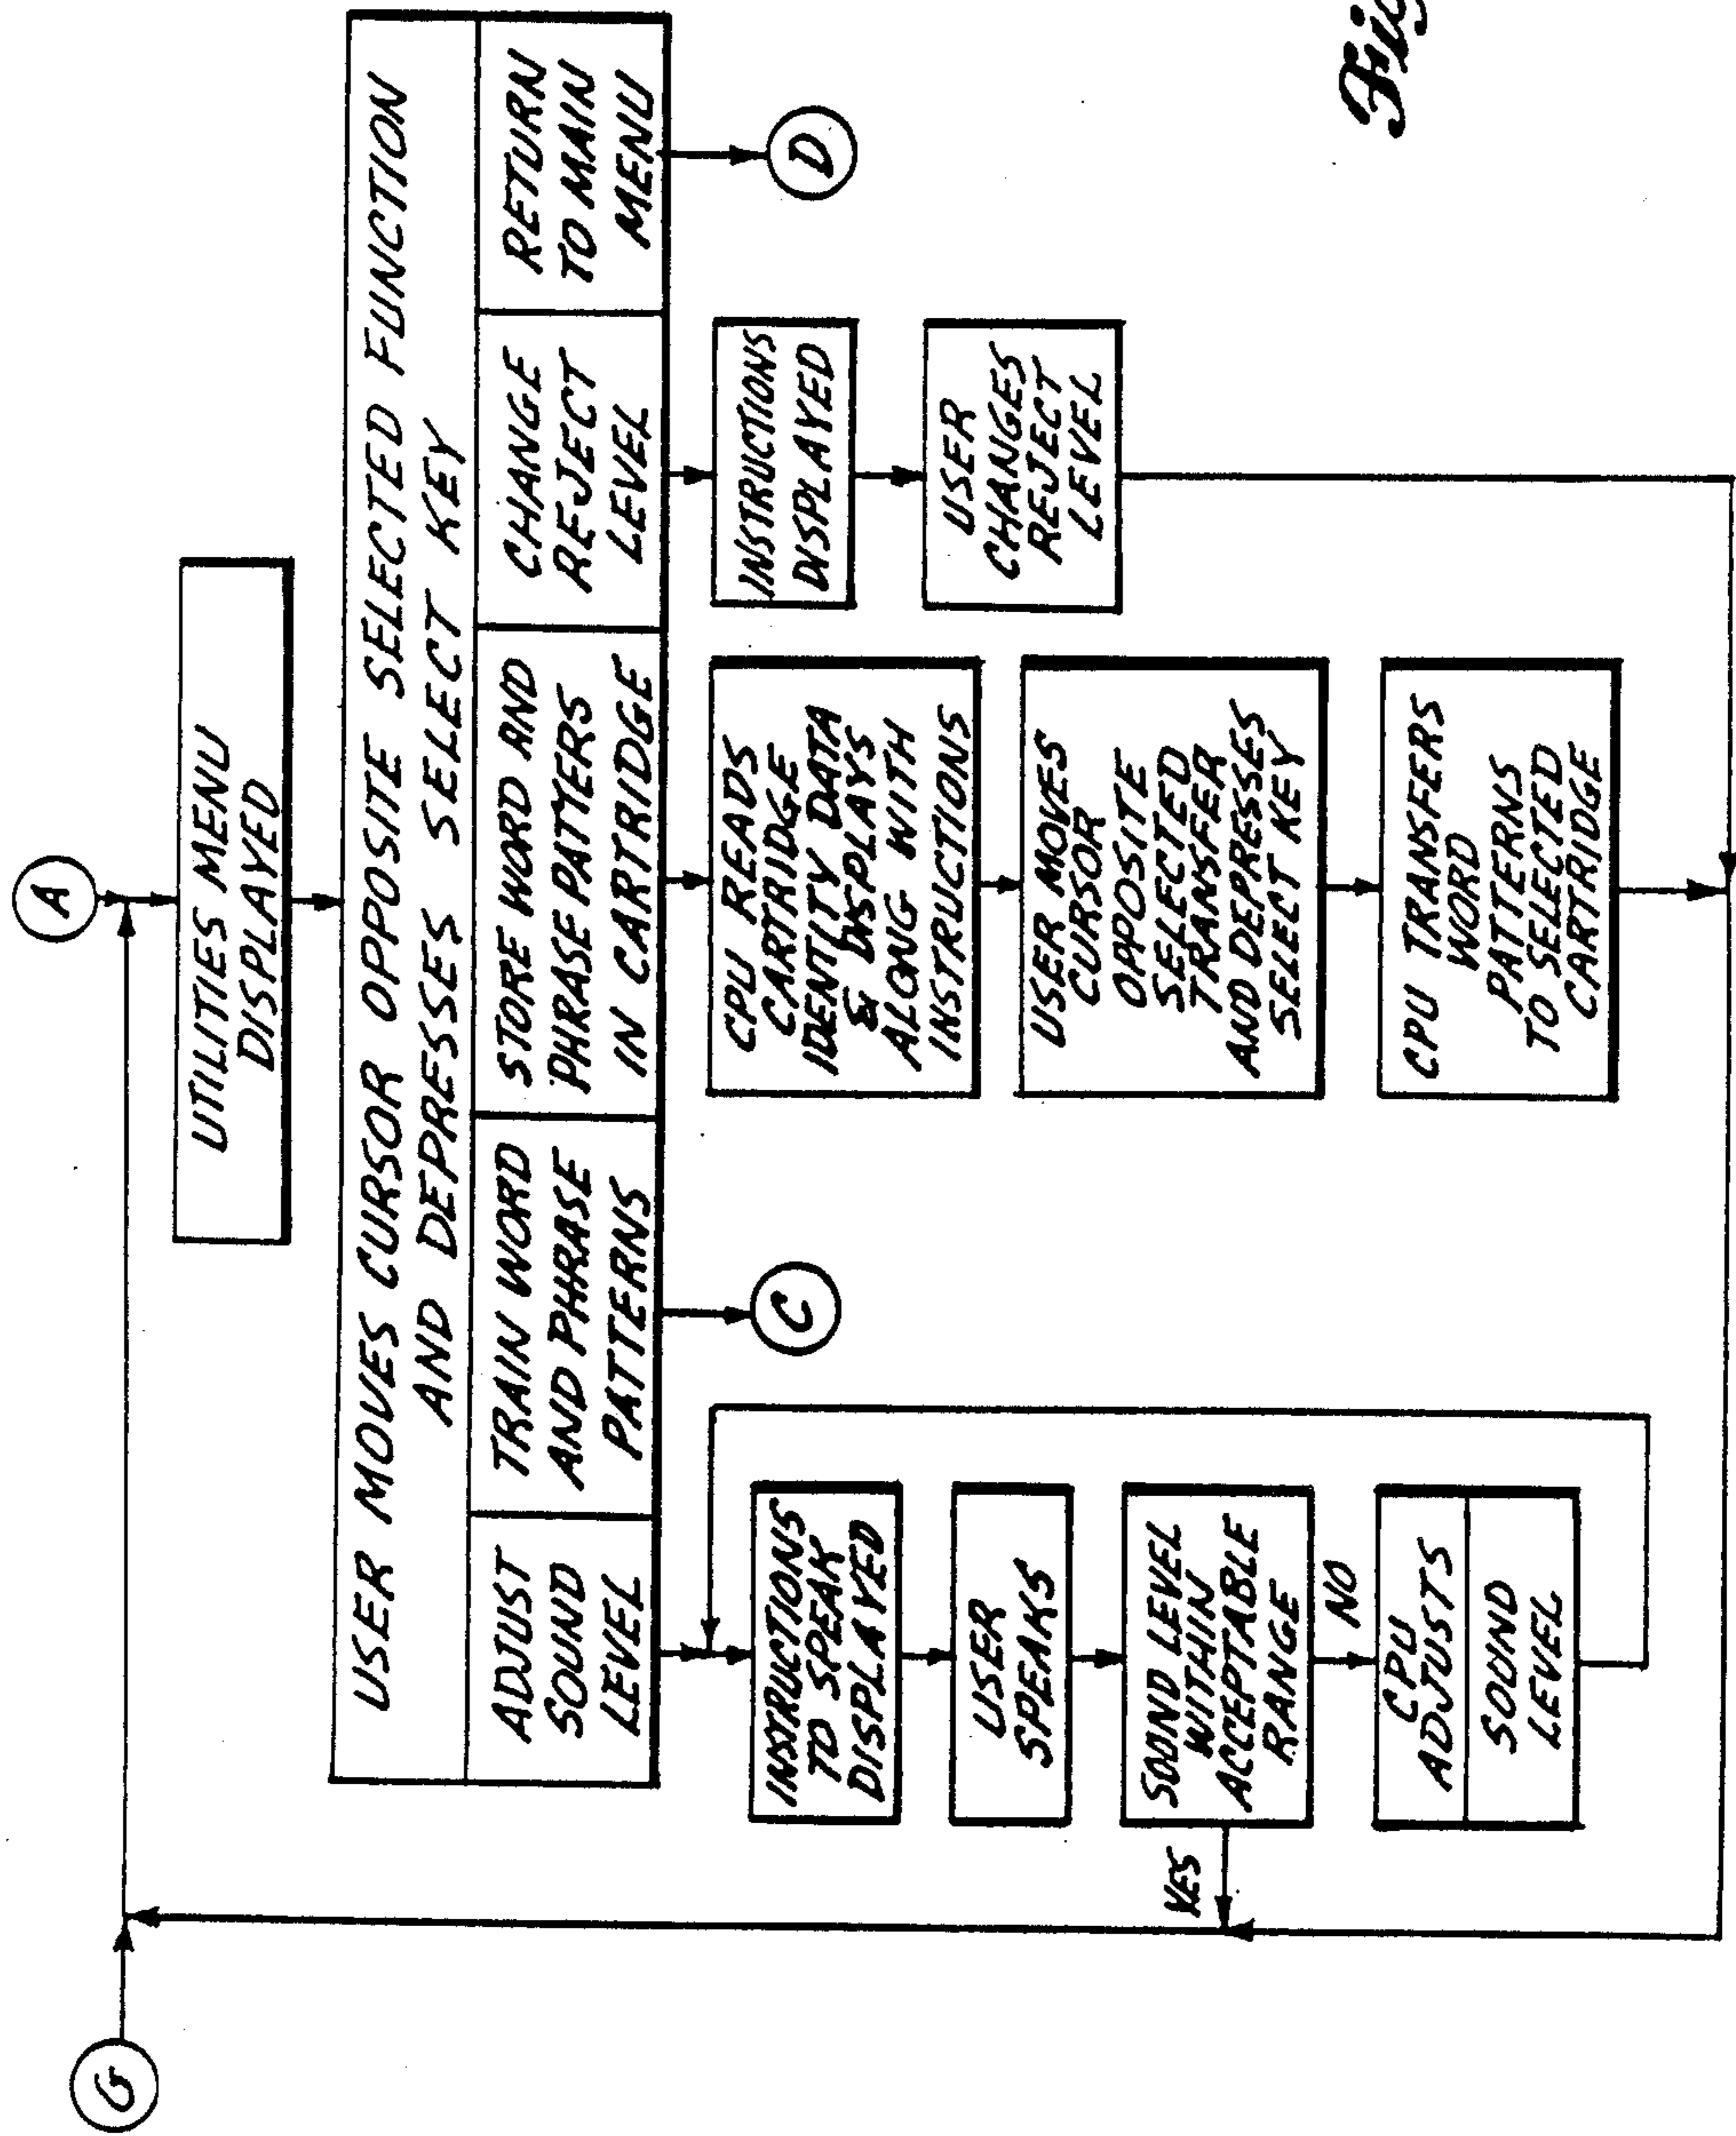 A
G
UTILITIES MENU
DISPLAYED
USER MOVES CURSOR OPPOSITE SELECTED FUNCTION
AND DEPRESSES SELECT KEY
ADJUST
SOUND
LEVEL
TRAIN WORD
AND PHRASE
PATTERNS
STORE WORD AND
PHRASE PATTERS
IN CARTRIDGE
CHANGE
REJECT
LEVEL
RETURN
TO MAIN
MENU
INSTRUCTIONS
TO SPEAK
DISPLAYED
USER
SPEAKS
SOUND LEVEL
WITHIN
ACCEPTABLE
RANGE
YES
NO
CPU
ADJUSTS
SOUND
LEVEL
C
CPU READS
CARTRIDGE
IDENTITY DATA
& DISPLAYS
ALONG WITH
INSTRUCTIONS
USER MOVES
CURSOR
OPPOSITE
SELECTED
TRANSFER
AND DEPRESSES
SELECT KEY
CPU TRANSFERS
WORD
PATTERNS
TO SELECTED
CARTRIDGE
INSTRUCTIONS
DISPLAYED
USER
CHANGES
REJECT
LEVEL
D
Fig